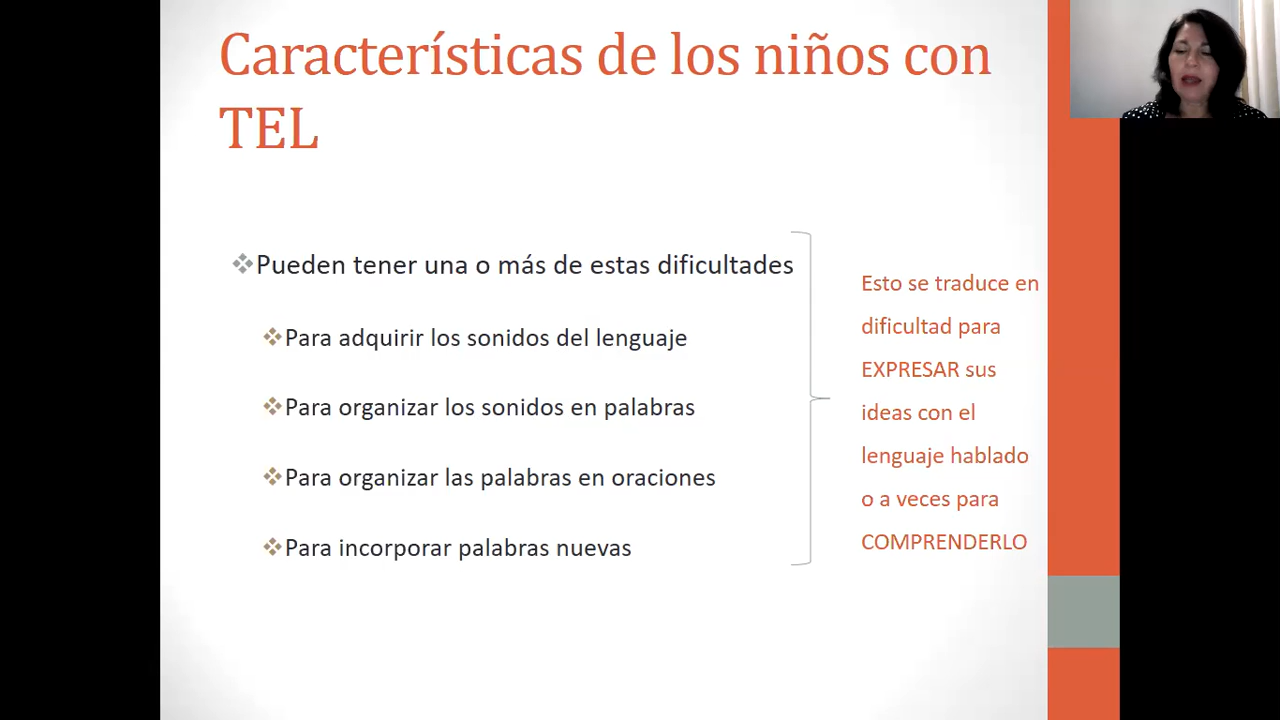 Características de los niños con
TEL
Pueden tener una o más de estas dificultades
Para adquirir los sonidos del lenguaje
Para organizar los sonidos en palabras
Para organizar las palabras en oraciones
Para incorporar palabras nuevas
Esto se traduce en
dificultad para
EXPRESAR sus
ideas con el
lenguaje hablado
o a veces para
COMPRENDERLO